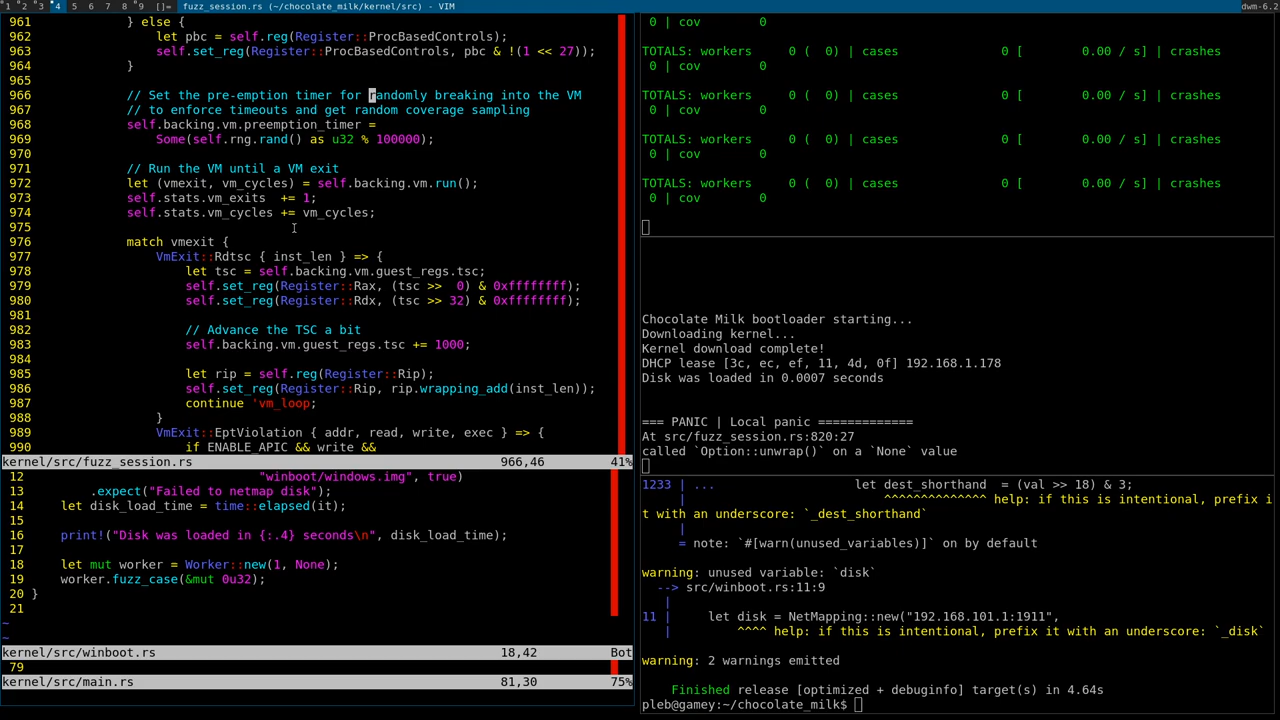 1 2 3 4 5 6 7 8 9 []= fuzz_session.rs (~/chocolate_milk/kernel/src) - VIM dwm-6.2
961 } else {
962 let pbc = self.reg(Register::ProcBasedControls);
963 self.set_reg(Register::ProcBasedControls, pbc & !(1 << 27));
964 }
965
966 // Set the pre-emption timer for randomly breaking into the VM
967 // to enforce timeouts and get random coverage sampling
968 self.backing.vm.preemption_timer =
969 Some(self.rng.rand() as u32 % 100000);
970
971 // Run the VM until a VM exit
972 let (vmexit, vm_cycles) = self.backing.vm.run();
973 self.stats.vm_exits  += 1;
974 self.stats.vm_cycles += vm_cycles;
975
976 match vmexit {
977 VmExit::Rdtsc { inst_len } => {
978 let tsc = self.backing.vm.guest_regs.tsc;
979 self.set_reg(Register::Rax, (tsc >>  0) & 0xffffffff);
980 self.set_reg(Register::Rdx, (tsc >> 32) & 0xffffffff);
981
982 // Advance the TSC a bit
983 self.backing.vm.guest_regs.tsc += 1000;
984
985 let rip = self.reg(Register::Rip);
986 self.set_reg(Register::Rip, rip.wrapping_add(inst_len));
987 continue 'vm_loop;
988 }
989 VmExit::EptViolation { addr, read, write, exec } => {
990 if ENABLE_APIC && write &&
kernel/src/fuzz_session.rs 966,46 41%
12 "winboot/windows.img", true)
13 .expect("Failed to netmap disk");
14 let disk_load_time = time::elapsed(it);
15
16 print!("Disk was loaded in {:.4} seconds\n", disk_load_time);
17
18 let mut worker = Worker::new(1, None);
19 worker.fuzz_case(&mut 0u32);
20 }
21
~
~
kernel/src/winboot.rs 18,42 Bot
79
kernel/src/main.rs 81,30 75%
0 | cov 0
TOTALS: workers 0 ( 0) | cases 0 [ 0.00 / s] | crashes
0 | cov 0
TOTALS: workers 0 ( 0) | cases 0 [ 0.00 / s] | crashes
0 | cov 0
TOTALS: workers 0 ( 0) | cases 0 [ 0.00 / s] | crashes
0 | cov 0
TOTALS: workers 0 ( 0) | cases 0 [ 0.00 / s] | crashes
0 | cov 0
Chocolate Milk bootloader starting...
Downloading kernel...
Kernel download complete!
DHCP lease [3c, ec, ef, 11, 4d, 0f] 192.168.1.178
Disk was loaded in 0.0007 seconds
=== PANIC | Local panic =============
At src/fuzz_session.rs:820:27
called `Option::unwrap()` on a `None` value
1233 | ... let dest_shorthand  = (val >> 18) & 3;
| ^^^^^^^^^^^^^^ help: if this is intentional, prefix i
t with an underscore: `_dest_shorthand`
|
= note: `#[warn(unused_variables)]` on by default
warning: unused variable: `disk`
--> src/winboot.rs:11:9
|
11 | let disk = NetMapping::new("192.168.101.1:1911",
| ^^^^ help: if this is intentional, prefix it with an underscore: `_disk`
warning: 2 warnings emitted
Finished release [optimized + debuginfo] target(s) in 4.64s
pleb@gamey:~/chocolate_milk$